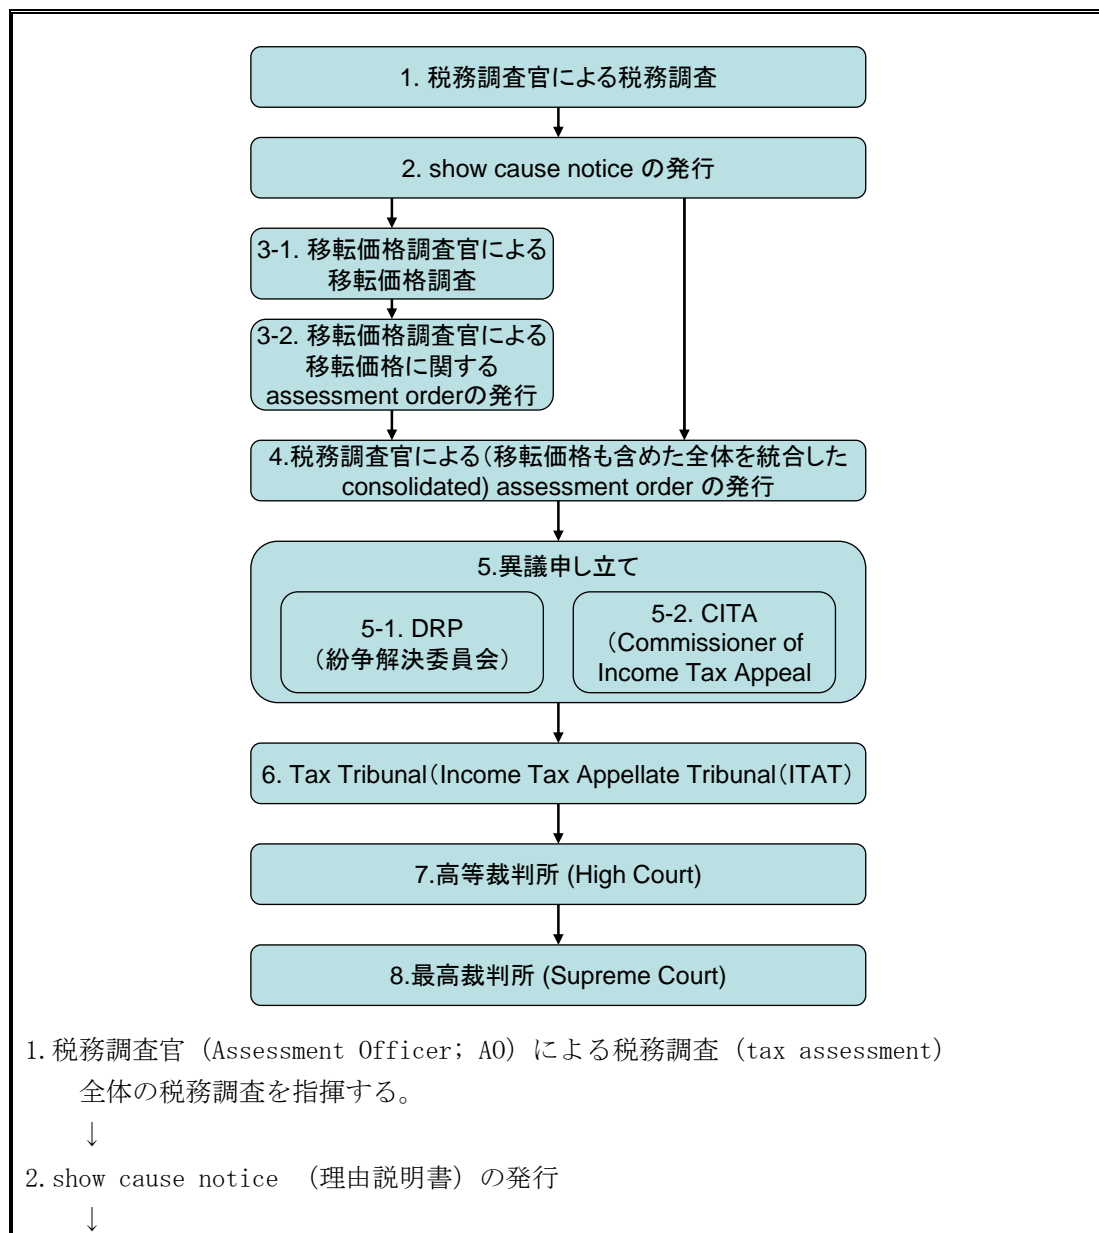 1. 税務調査官による税務調査
2. show cause notice の発行
3-1. 移転価格調査官による
移転価格調査
3-2. 移転価格調査官による
移転価格に関する
assessment orderの発行
4.税務調査官による(移転価格も含めた全体を統合した
consolidated) assessment order の発行
5.異議申し立て
5-1. DRP
(紛争解決委員会)
5-2. CITA
(Commissioner of
Income Tax Appeal
6. Tax Tribunal(Income Tax Appellate Tribunal(ITAT)
7.高等裁判所 (High Court)
8.最高裁判所 (Supreme Court)
1.税務調査官 (Assessment Officer; AO) による税務調査 (tax assessment)
全体の税務調査を指揮する。
↓
2.show cause notice (理由説明書) の発行
↓